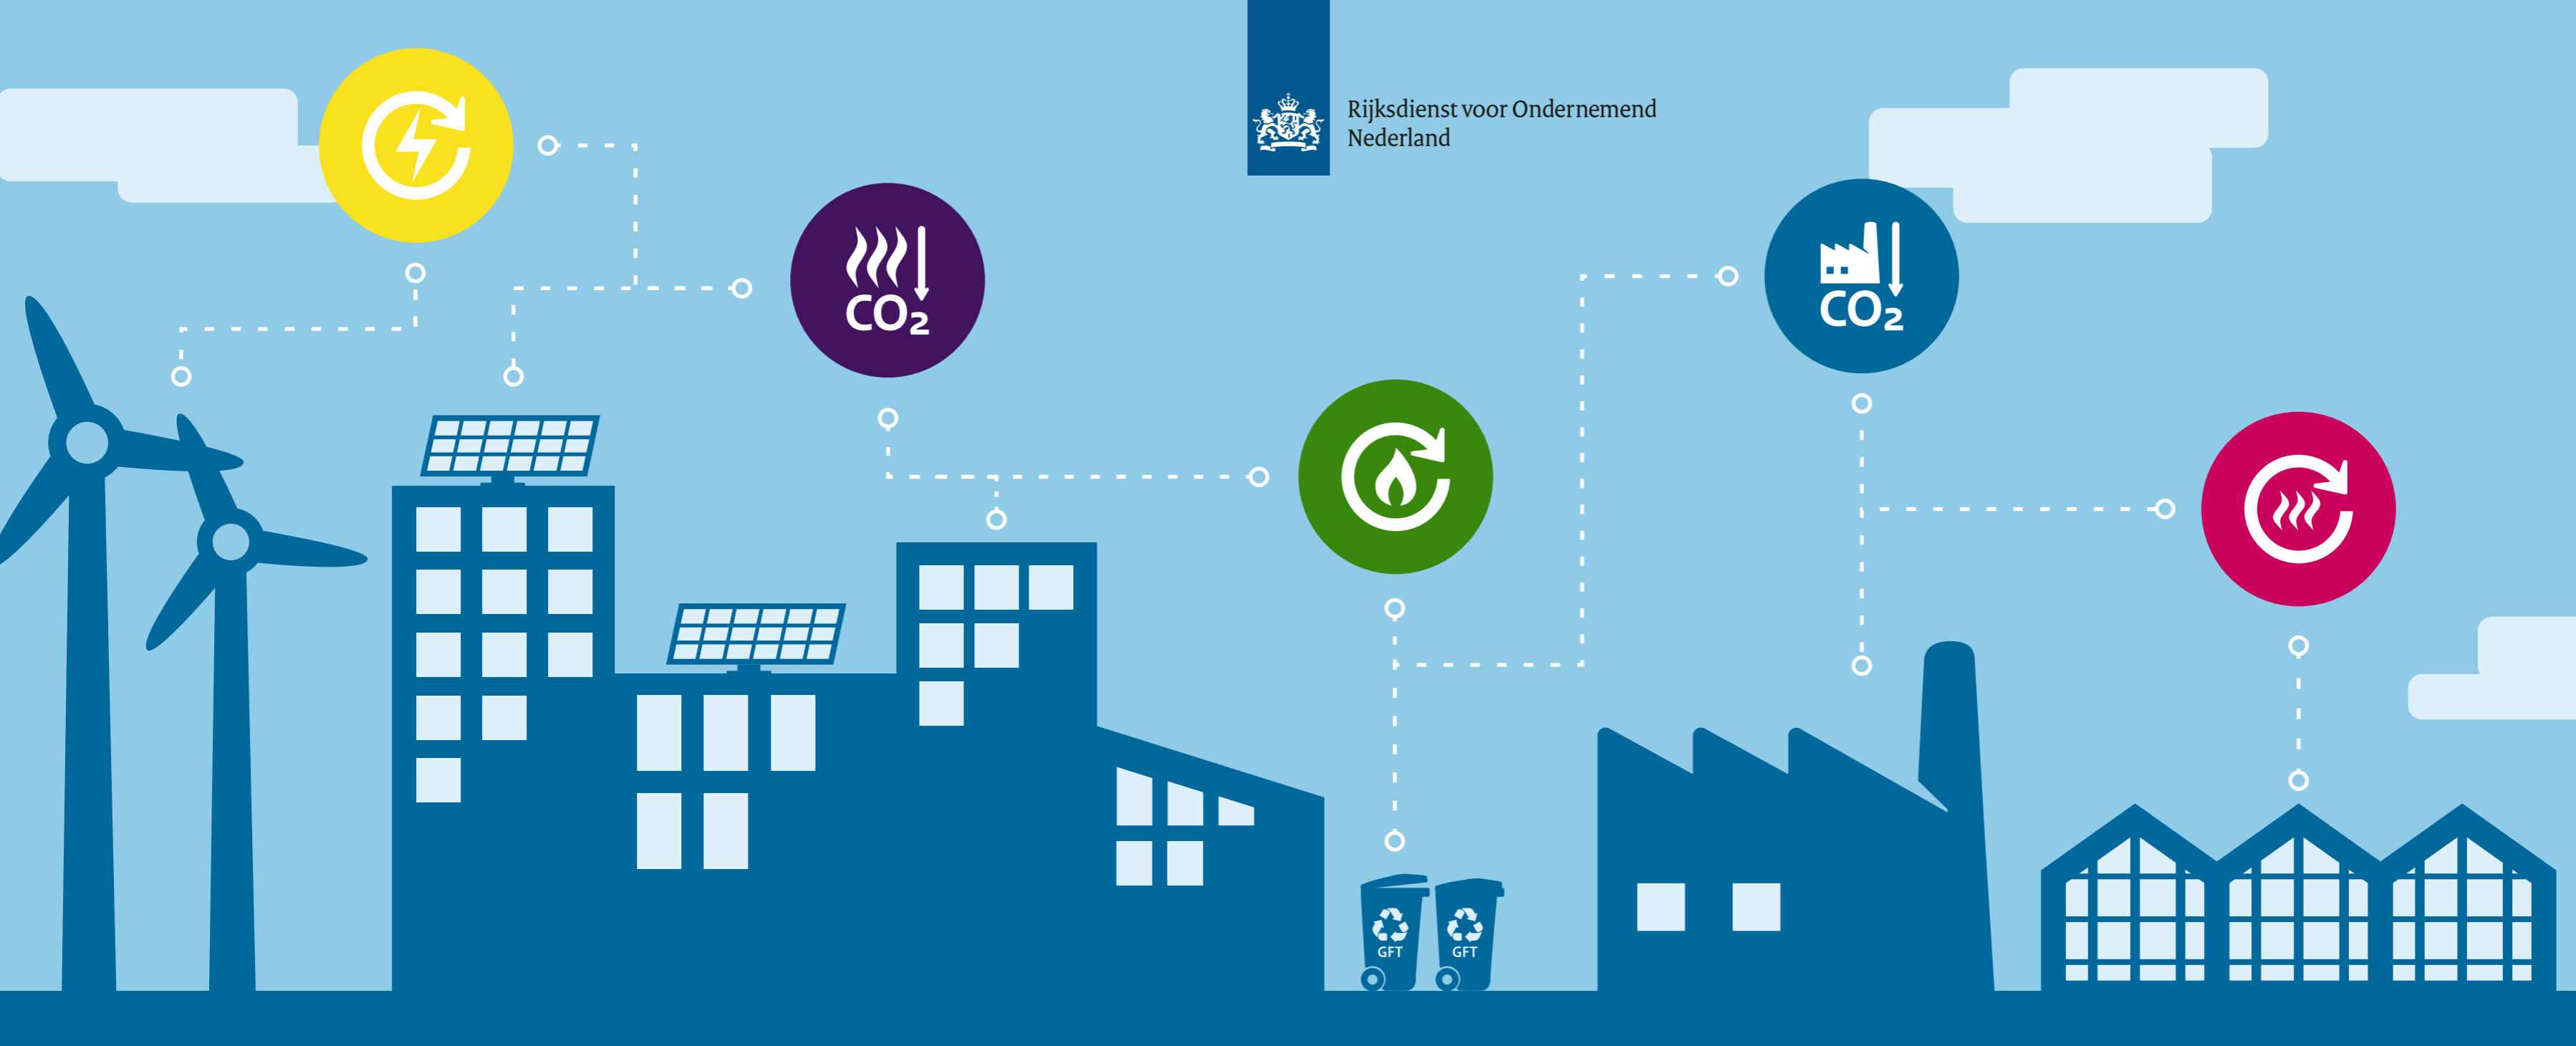 Rijksdienst voor Ondernemend
Nederland
CO₂
CO₂
GFT
GFT